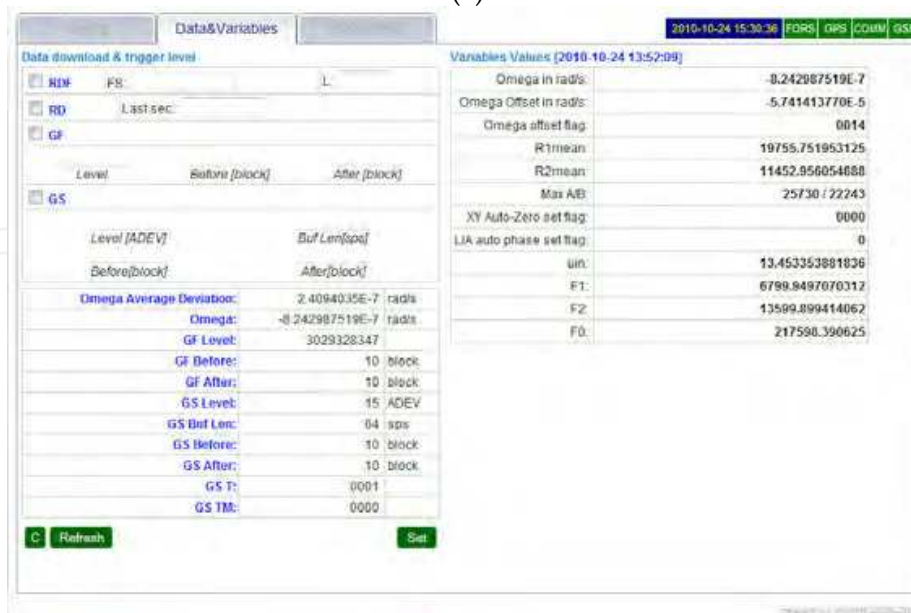 Data&Variables
2010-10-24 15:30:36 FORS GPS COMM GSM
Data download & trigger level
RDF FS: L
RD Last sec:
GF
Level Before [block] After [block]
GS
Level [ADEV] Buf Len[sps]
Before[block] After[block]
Omega Average Deviation: 2.4094035E-7 rad/s
Omega: -8.242987519E-7 rad/s
GF Level: 3029328347
GF Before: 10 block
GF After: 10 block
GS Level: 15 ADEV
GS Buf Len: 64 sps
GS Before: 10 block
GS After: 10 block
GS T: 0001
GS TM: 0000
C Refresh Set
Variables Values [2010-10-24 13:52:09]
Omega in rad/s: -8.242987519E-7
Omega Offset in rad/s: -5.741413770E-5
Omega offset flag: 0014
R1mean: 19755.751953125
R2mean: 11452.956054688
Max A/B: 25730 / 22243
XY Auto-Zero set flag: 0000
LIA auto phase set flag: 0
uin: 13.453353881836
F1: 6799.9497070312
F2: 13599.899414062
F0: 217598.390625